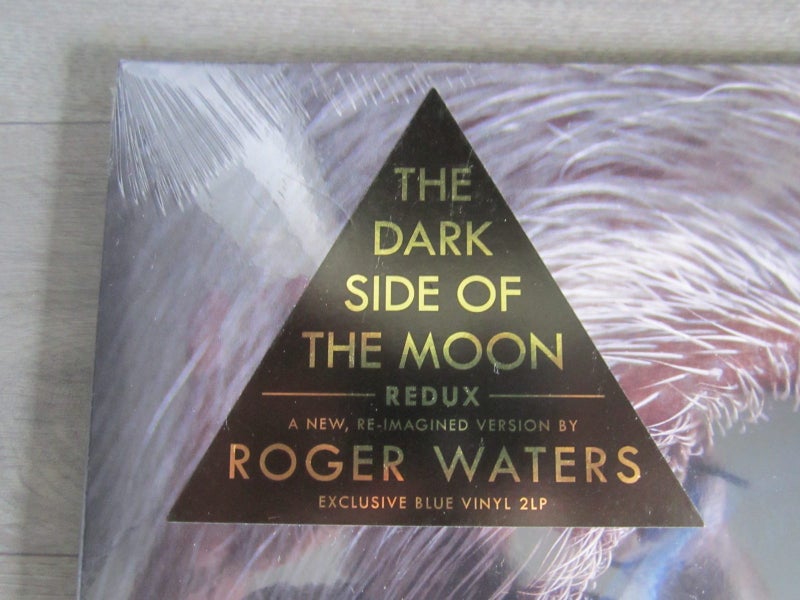 THE
DARK
SIDE OF
THE MOON
REDUX
A NEW, RE-IMAGINED VERSION BY
ROGER WATERS
EXCLUSIVE BLUE VINYL 2LP